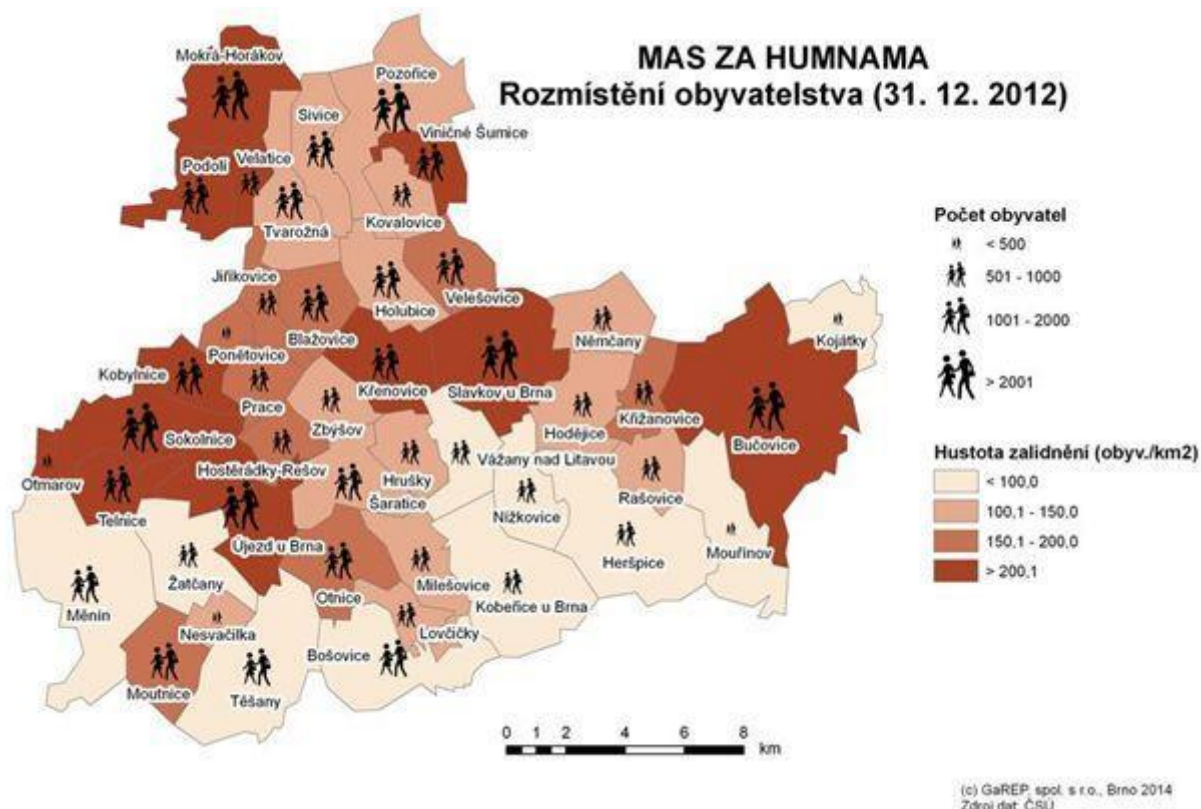 MAS ZA HUMNAMA
Rozmístění obyvatelstva (31. 12. 2012)
Mokrá-Horákov
Pozořice
Sivice
Viničné Šumice
Velatice
Podolí
Kovalovice
Tvarožná
Jiříkovice
Velešovice
Holubice
Blažovice
Němčany
Kojátky
Ponětovice
Kobylnice
Křenovice
Slavkov u Brna
Prace
Zbýšov
Křižanovice
Hodějice
Bučovice
Sokolnice
Hostěrádky-Rešov
Hrušky
Vážany nad Litavou
Otmarov
Šaratice
Rašovice
Telnice
Nížkovice
Újezd u Brna
Mouřinov
Heršpice
Žatčany
Milešovice
Otnice
Kobeřice u Brna
Měnín
Nesvačilka
Lovčičky
Bošovice
Moutnice
Těšany
Počet obyvatel
< 500
501 - 1000
1001 - 2000
> 2001
Hustota zalidnění (obyv./km2)
< 100,0
100,1 - 150,0
150,1 - 200,0
> 200,1
0 1 2 4 6 8
km
(c) GaREP, spol. s r.o., Brno 2014
Zdroj dat: ČSÚ